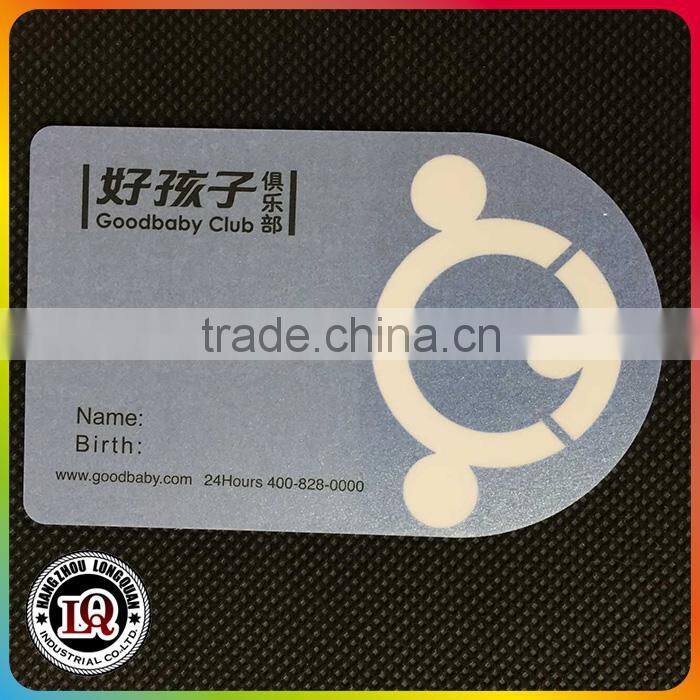 好孩子 俱乐部
Goodbaby Club
trade.china.cn
Name:
Birth:
www.goodbaby.com 24Hours 400-828-0000
HANGZHOU LONGQUAN
LQ
INDUSTRIAL CO.,LTD.